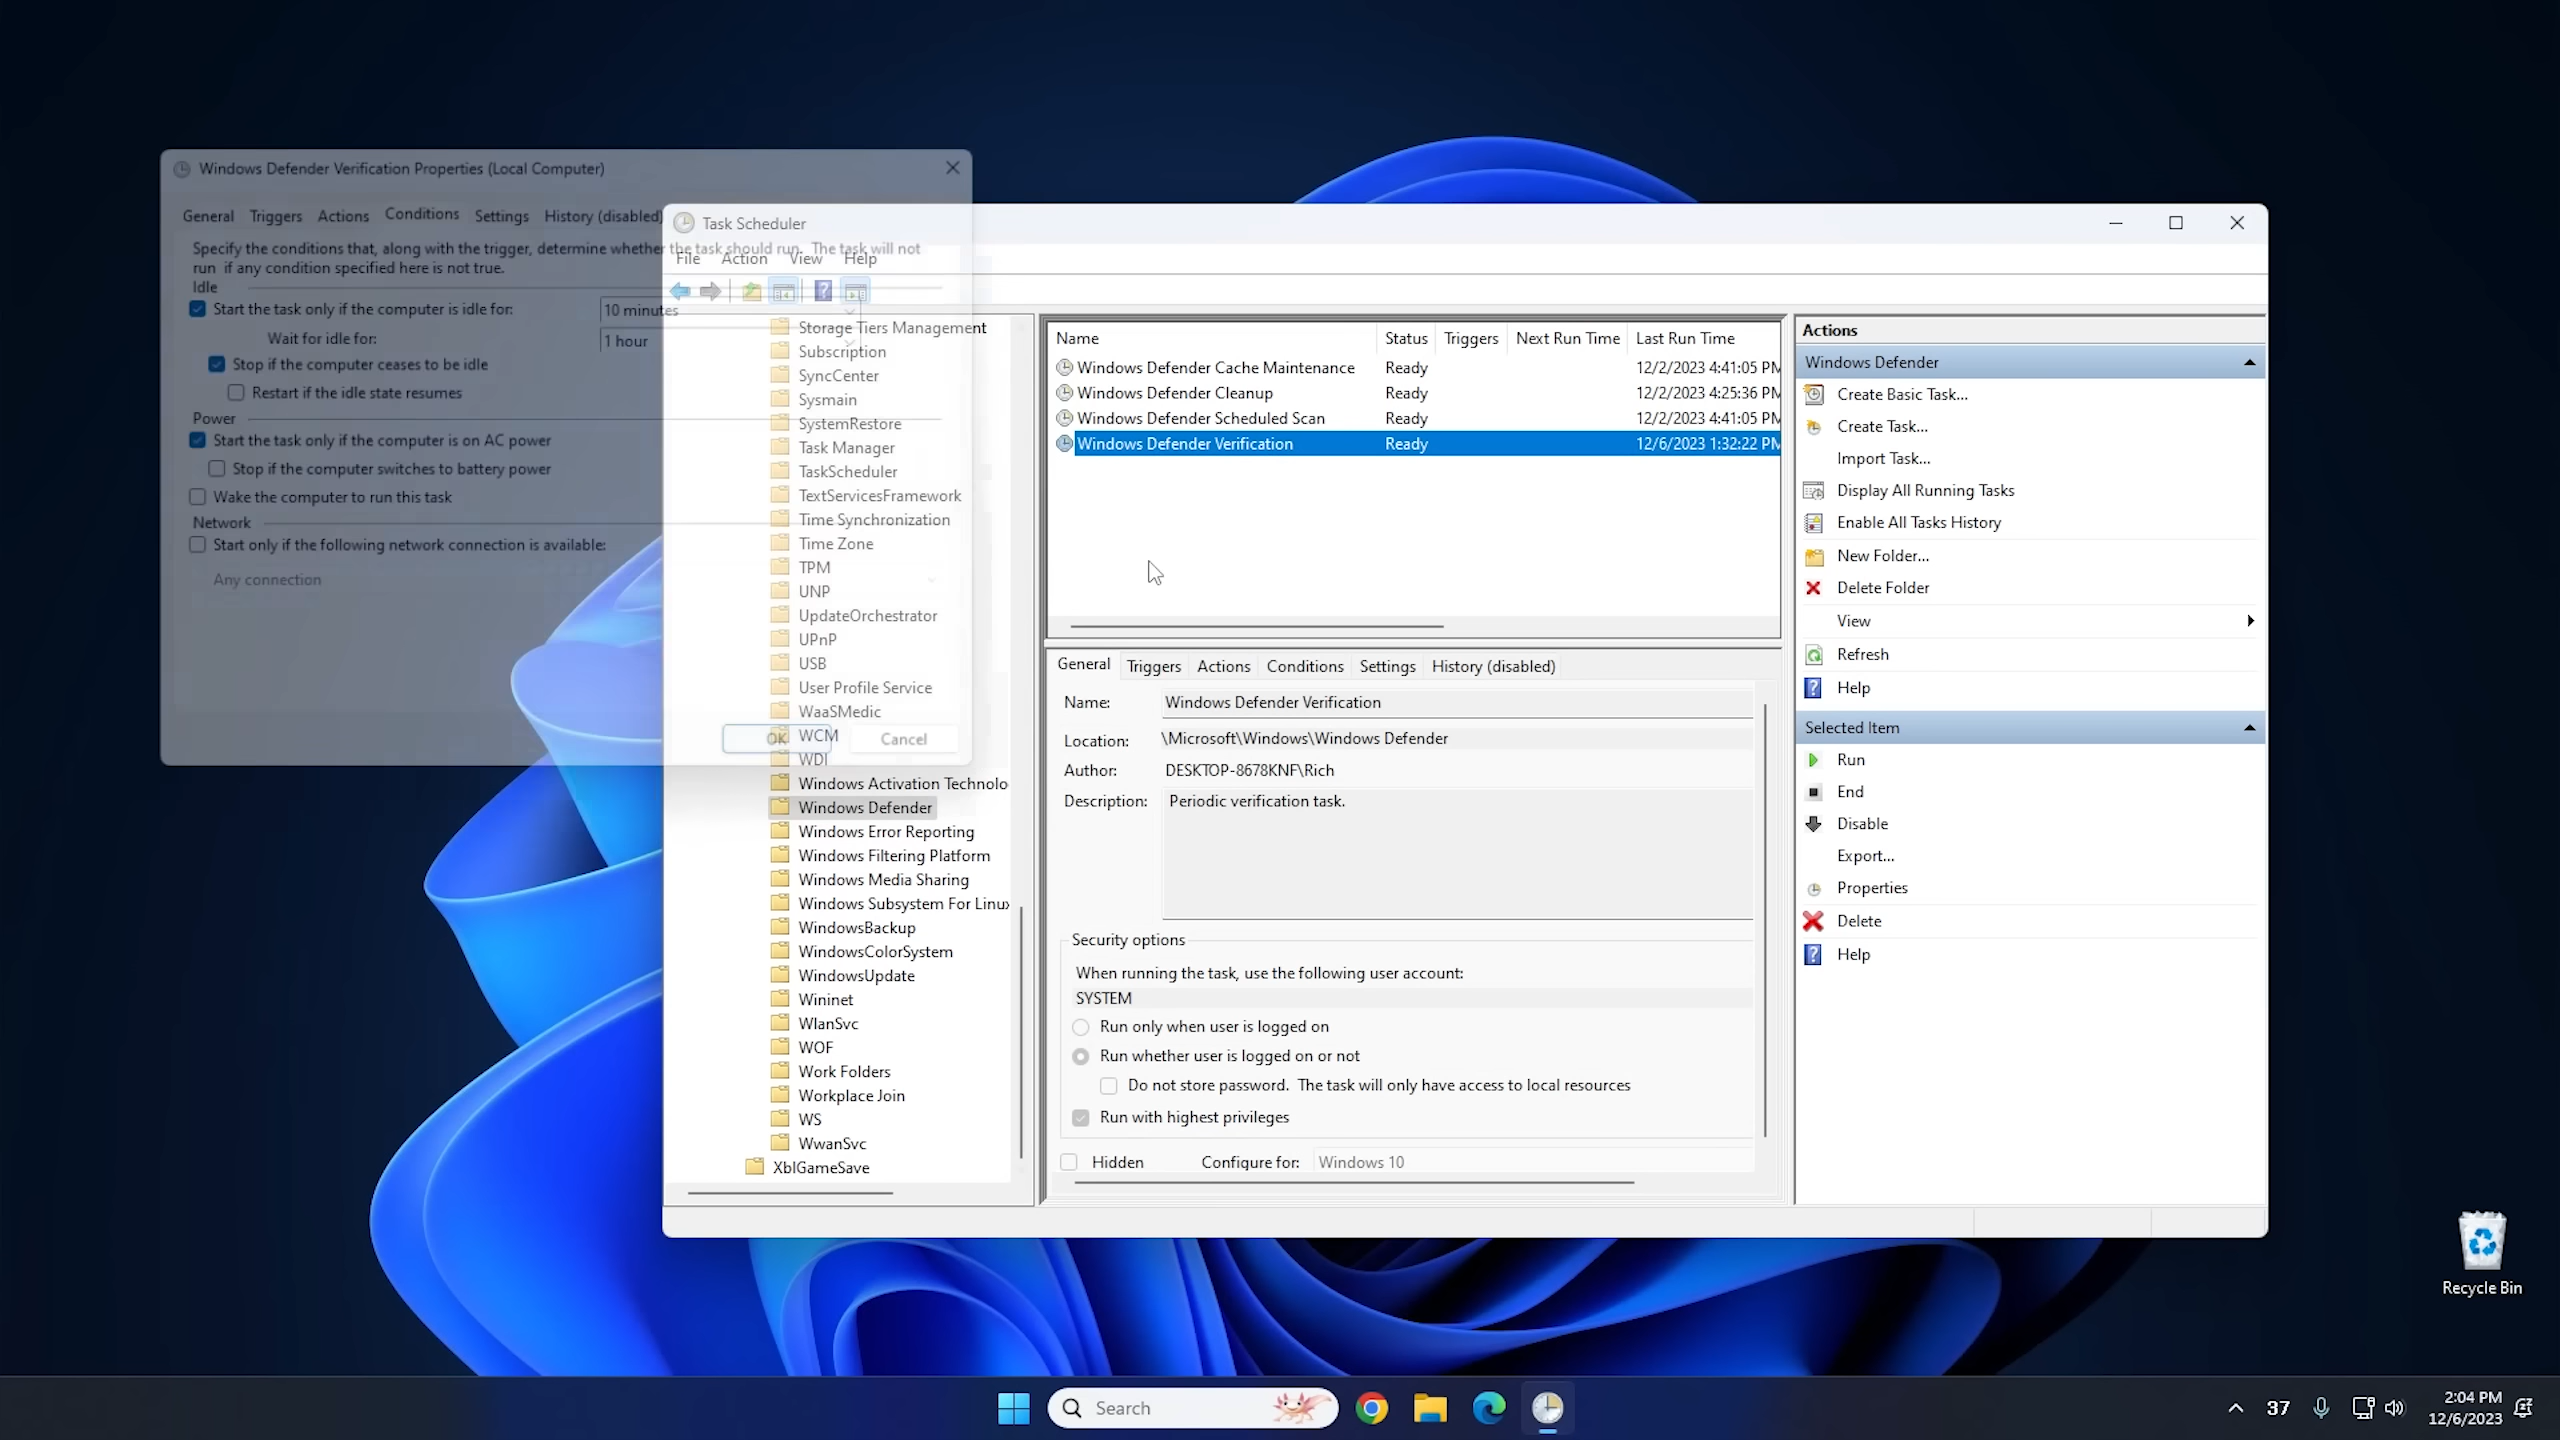 Windows Defender Verification Properties (Local Computer)
General Triggers Actions Conditions Settings History (disabled)
Specify the conditions that, along with the trigger, determine whether the task should run. The task will not
run if any condition specified here is not true.
Idle
Start the task only if the computer is idle for:
10 minutes
Wait for idle for:
1 hour
Stop if the computer ceases to be idle
Restart if the idle state resumes
Power
Start the task only if the computer is on AC power
Stop if the computer switches to battery power
Wake the computer to run this task
Network
Start only if the following network connection is available:
Any connection
OK
Cancel
Task Scheduler
File Action View Help
Storage Tiers Management
Subscription
SyncCenter
Sysmain
SystemRestore
Task Manager
TaskScheduler
TextServicesFramework
Time Synchronization
Time Zone
TPM
UNP
UpdateOrchestrator
UPnP
USB
User Profile Service
WaaSMedic
WCM
WDI
Windows Activation Technolo
Windows Defender
Windows Error Reporting
Windows Filtering Platform
Windows Media Sharing
Windows Subsystem For Linux
WindowsBackup
WindowsColorSystem
WindowsUpdate
Wininet
WlanSvc
WOF
Work Folders
Workplace Join
WS
WwanSvc
XblGameSave
Name Status Triggers Next Run Time Last Run Time
Windows Defender Cache Maintenance Ready 12/2/2023 4:41:05 PM
Windows Defender Cleanup Ready 12/2/2023 4:25:36 PM
Windows Defender Scheduled Scan Ready 12/2/2023 4:41:05 PM
Windows Defender Verification Ready 12/6/2023 1:32:22 PM
General Triggers Actions Conditions Settings History (disabled)
Name: Windows Defender Verification
Location: \Microsoft\Windows\Windows Defender
Author: DESKTOP-8678KNF\Rich
Description: Periodic verification task.
Security options
When running the task, use the following user account:
SYSTEM
Run only when user is logged on
Run whether user is logged on or not
Do not store password. The task will only have access to local resources
Run with highest privileges
Hidden Configure for: Windows 10
Actions
Windows Defender
Create Basic Task...
Create Task...
Import Task...
Display All Running Tasks
Enable All Tasks History
New Folder...
Delete Folder
View
Refresh
Help
Selected Item
Run
End
Disable
Export...
Properties
Delete
Help
Recycle Bin
Search
37
2:04 PM
12/6/2023